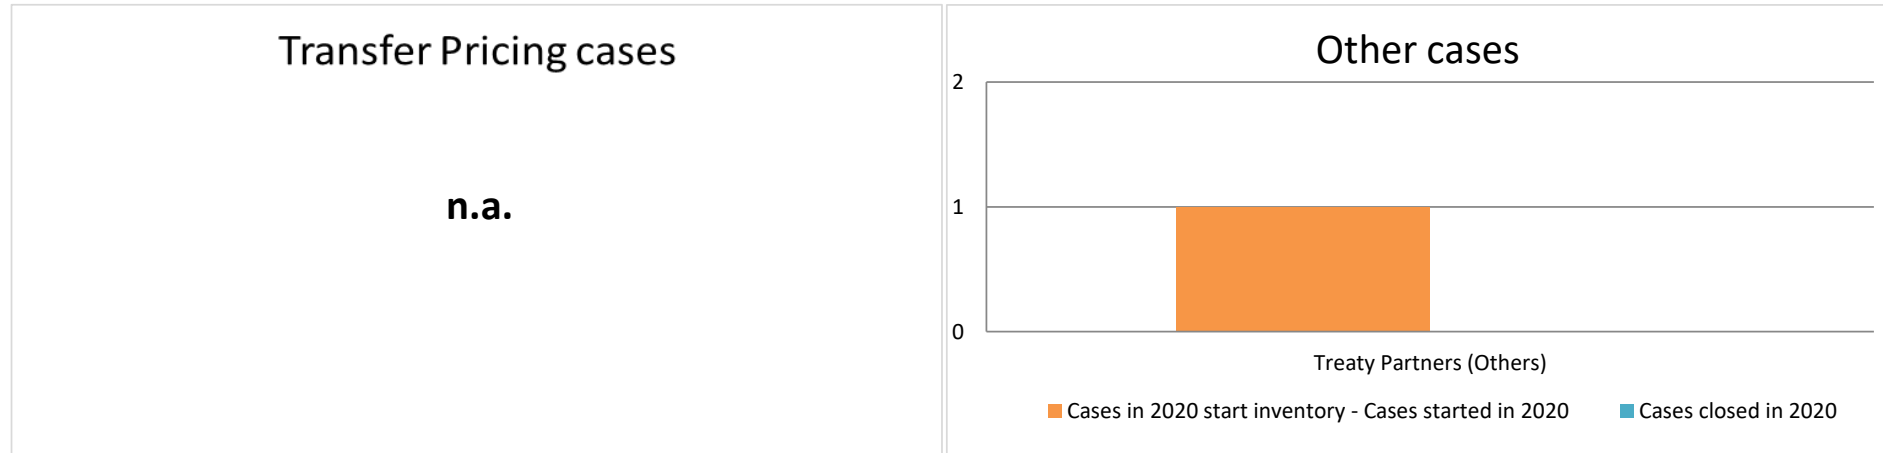 Transfer Pricing cases
n.a.
Other cases
2
1
0
Treaty Partners (Others)
Cases in 2020 start inventory - Cases started in 2020
Cases closed in 2020